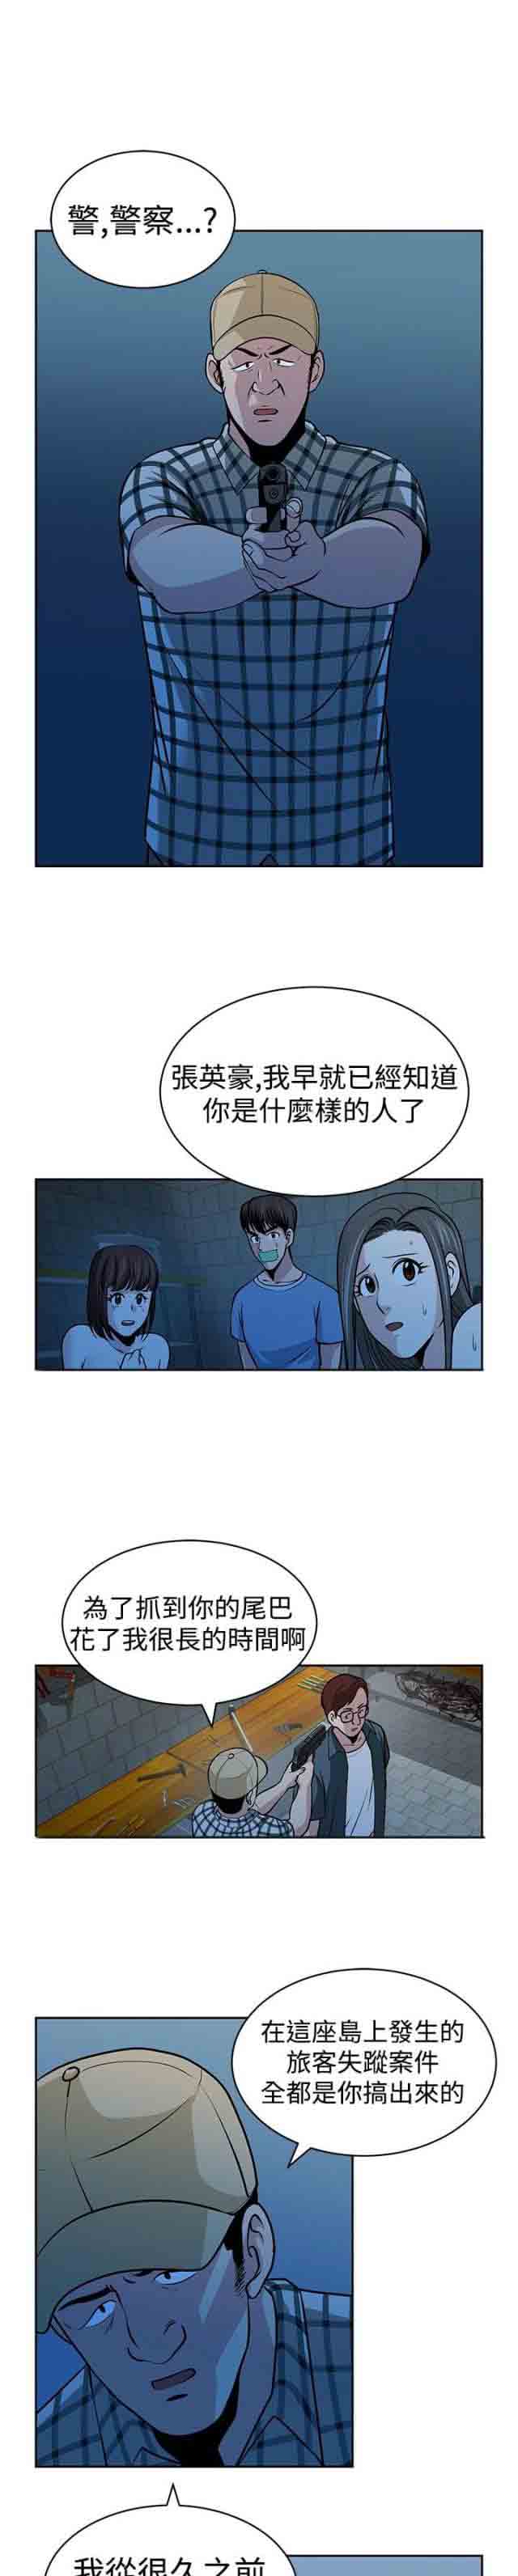 警,警察...?
張英豪,我早就已經知道
你是什麼樣的人了
為了抓到你的尾巴
花了我很長的時間啊
在這座島上發生的
旅客失蹤案件
全都是你搞出來的
我從很久之前